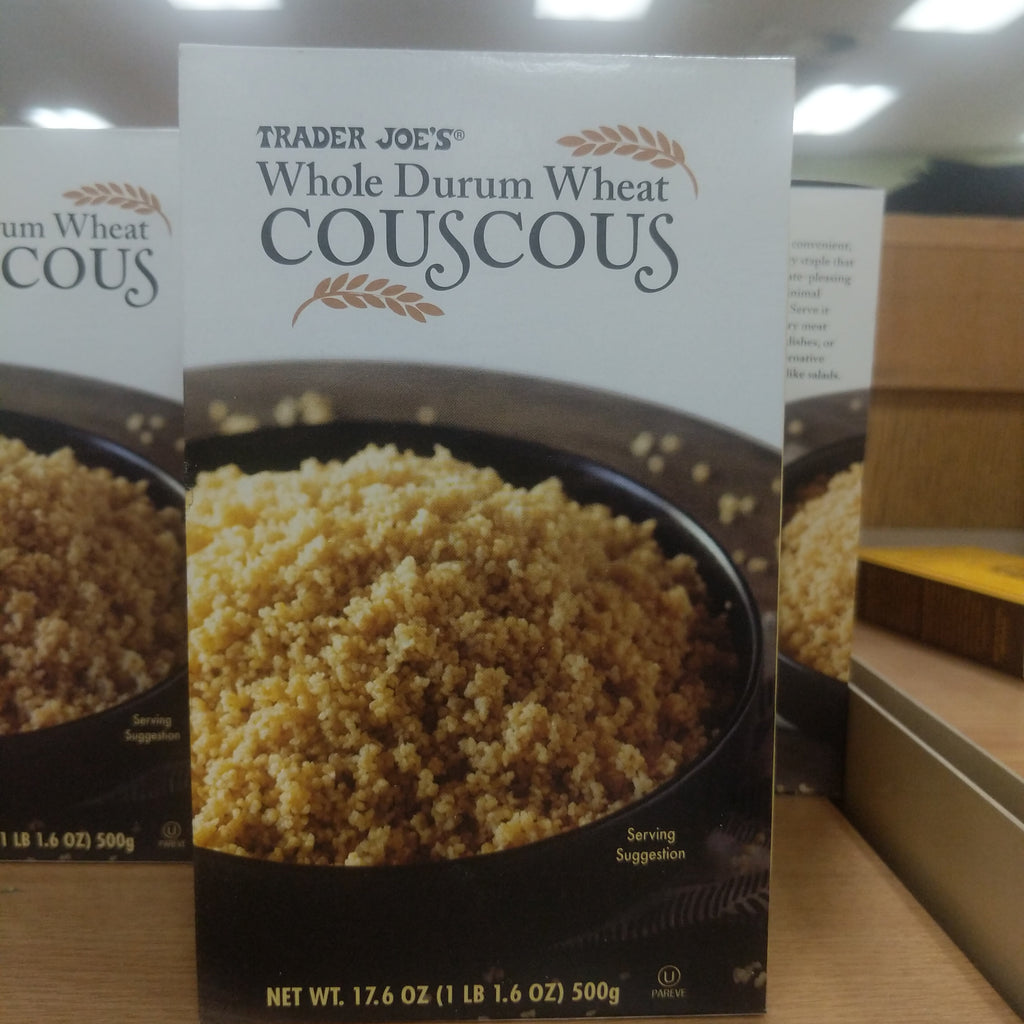 TRADER JOE'S®
Whole Durum Wheat
COUSCOUS
Serving
Suggestion
NET WT. 17.6 OZ (1 LB 1.6 OZ) 500g
U
PAREVE
um Wheat
COUS
Serving
Suggestion
1 LB 1.6 OZ) 500g
U
PAREVE
convenient,
y staple that
ate-pleasing
inimal
Serve it
ry meat
dishes, or
ernative
like salads.